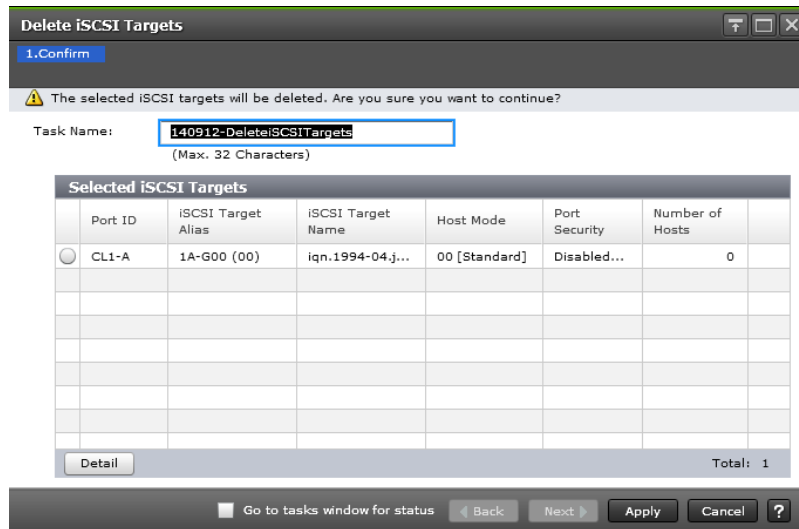 Delete iSCSI Targets
1.Confirm
The selected iSCSI targets will be deleted. Are you sure you want to continue?
Task Name: 140912-DeleteiSCSITargets
(Max. 32 Characters)
Selected iSCSI Targets
Port ID iSCSI Target Alias iSCSI Target Name Host Mode Port Security Number of Hosts
CL1-A 1A-G00 (00) iqn.1994-04.j... 00 [Standard] Disabled... 0
Detail Total: 1
Go to tasks window for status Back Next Apply Cancel ?